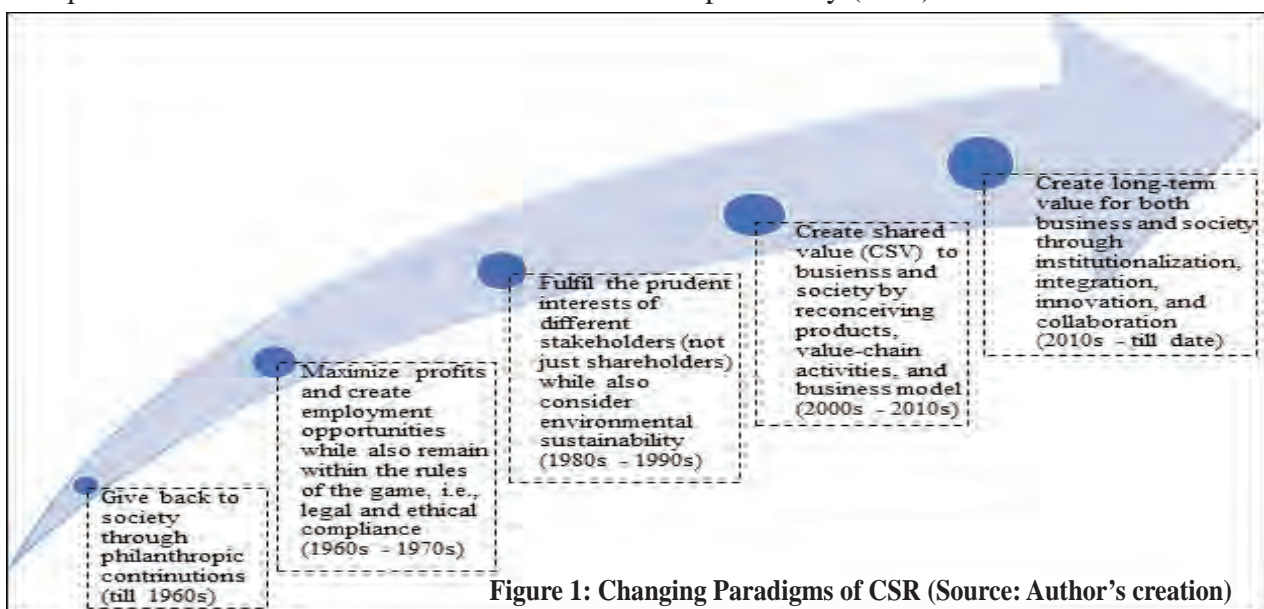 Give back to
society
through
philanthropic
contrinutions
(till 1960s)
Maximize profits
and create
employment
opportunities
while also remain
within the rules
of the game, i.e.,
legal and ethical
compliance
(1960s - 1970s)
Fulfil the prudent
interests of
different
stakeholders (not
just shareholders)
while also
consider
environmental
sustainability
(1980s - 1990s)
Create shared
value (CSV) to
busienss and
society by
reconceiving
products,
value-chain
activities, and
business model
(2000s - 2010s)
Create long-term
value for both
business and society
through
institutionalization,
integration,
innovation, and
collaboration
(2010s - till date)
Figure 1: Changing Paradigms of CSR (Source: Author's creation)